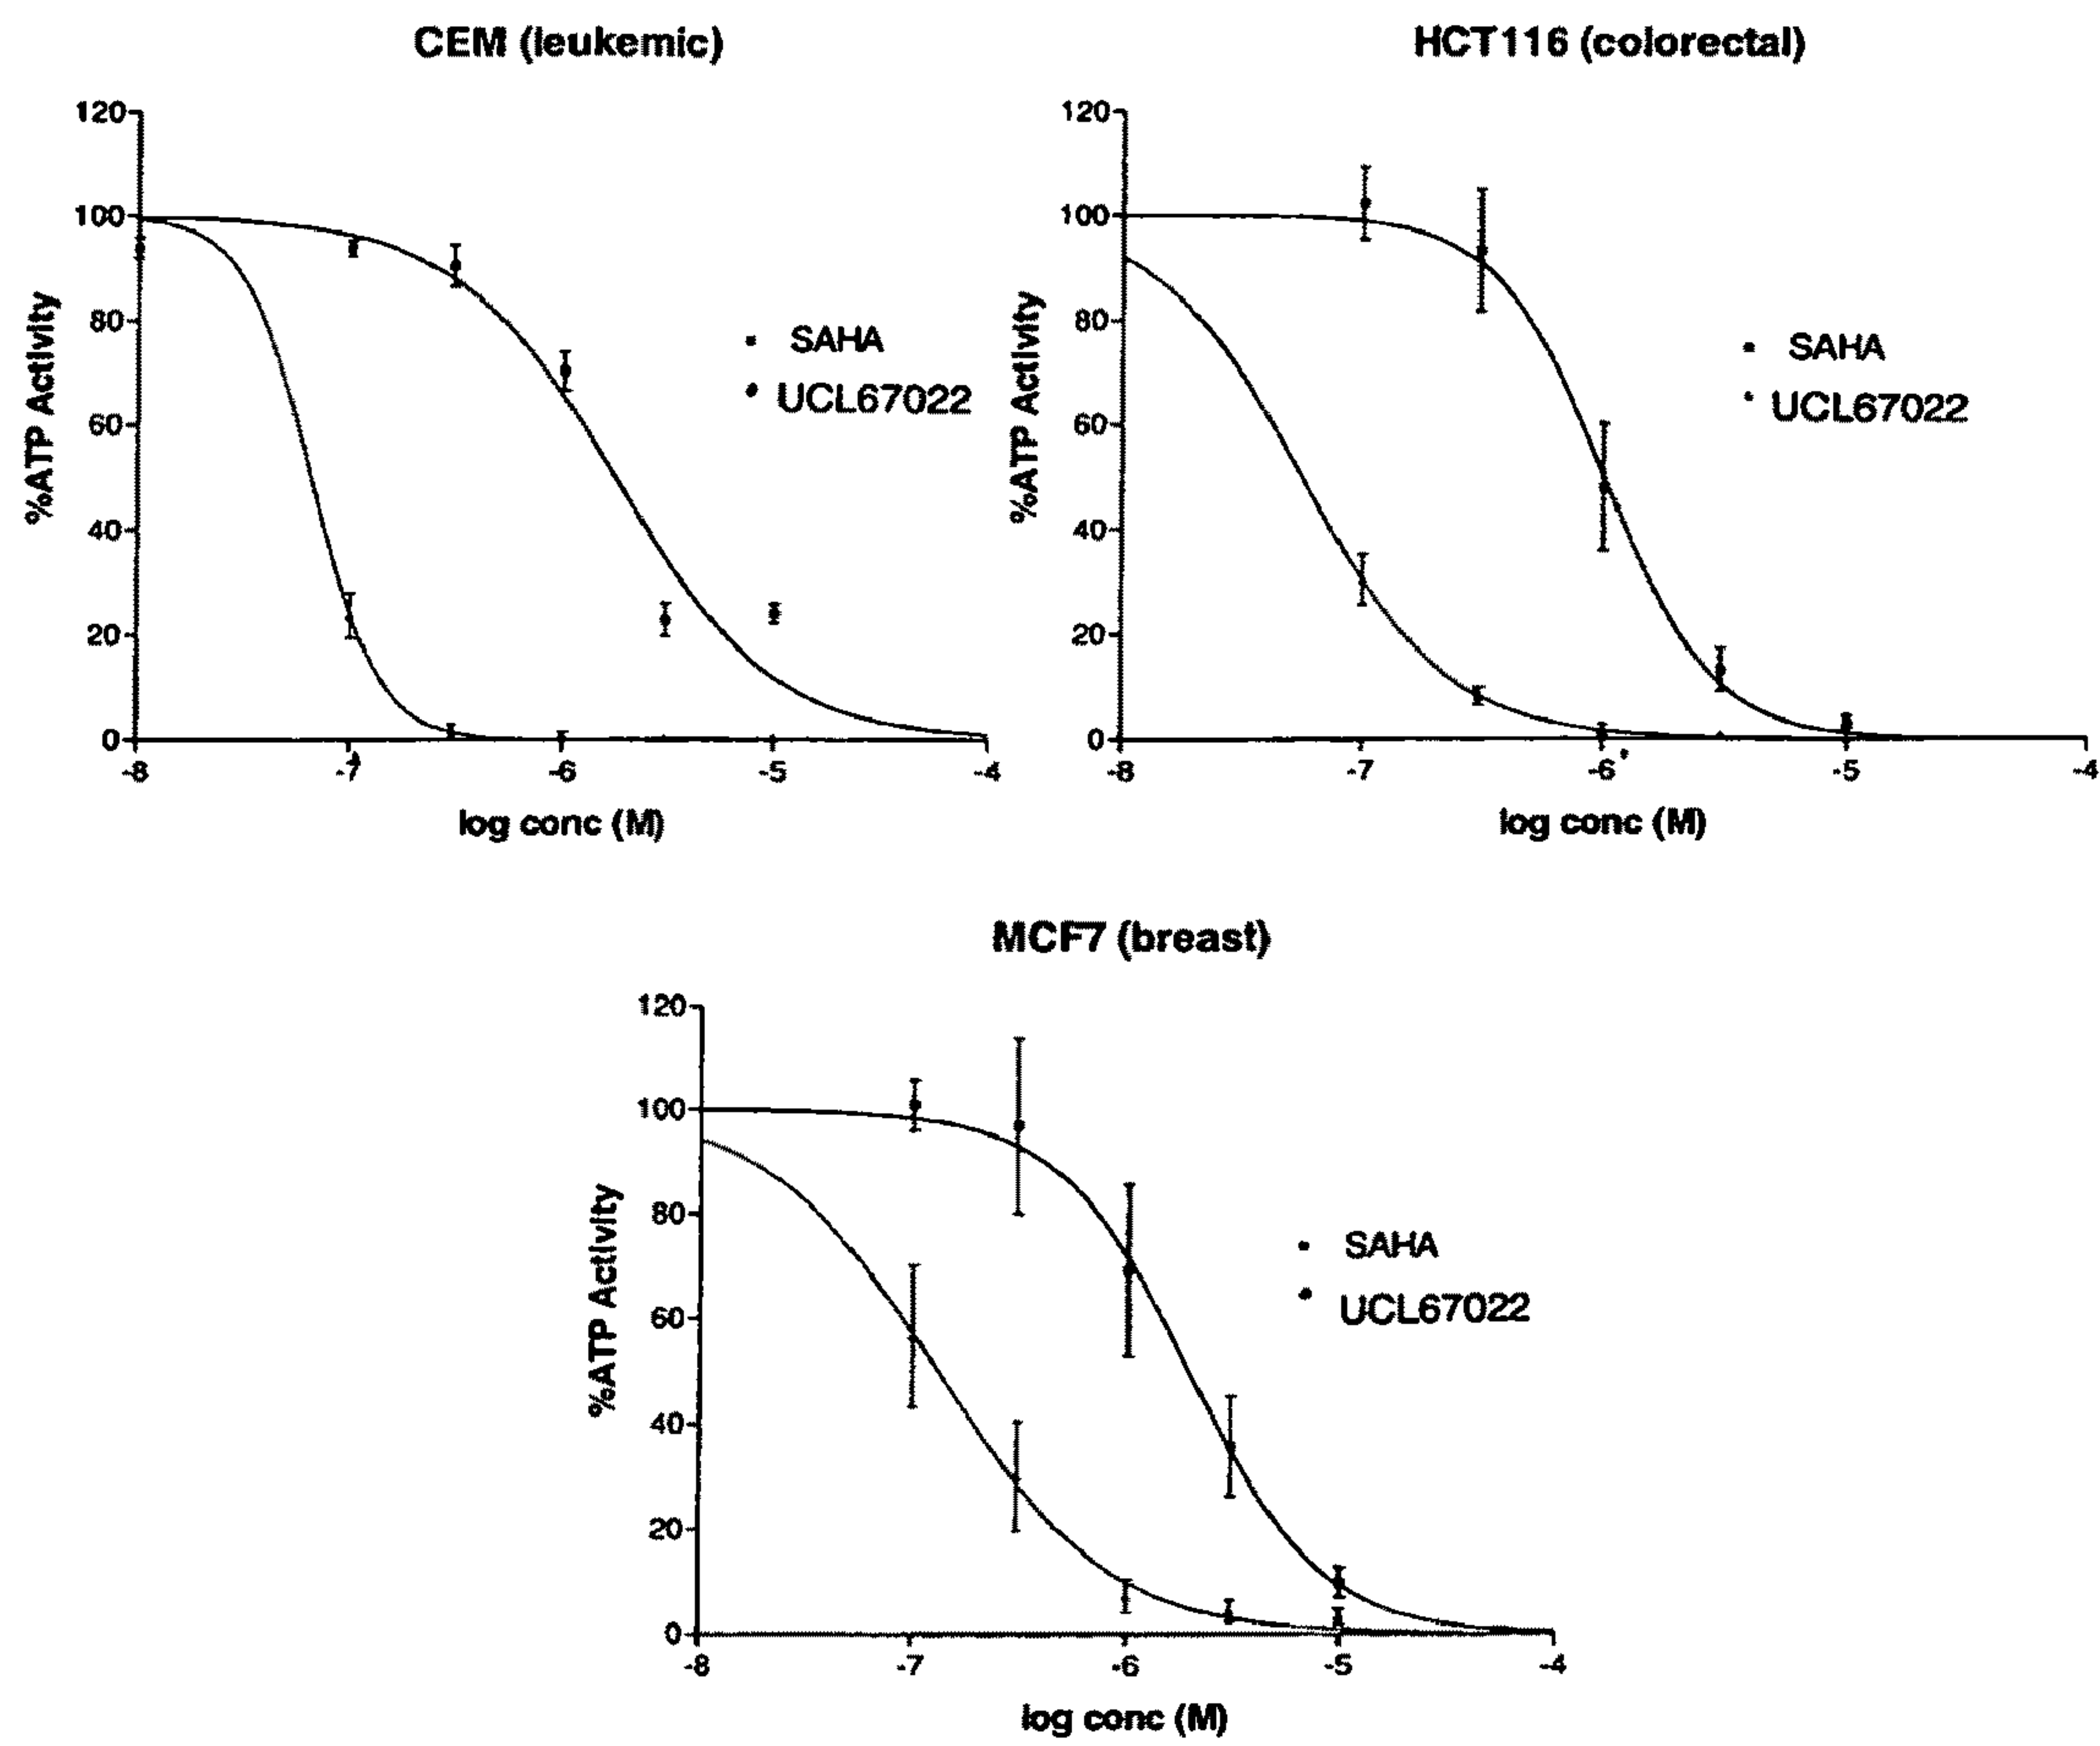 CEM (leukemic)
120
100
80
60
40
20
0
%ATP Activity
SAHA
UCL67022
-8
-7
-6
-5
-4
log conc (M)
HCT116 (colorectal)
120
100
80
60
40
20
0
%ATP Activity
SAHA
UCL67022
-8
-7
-6
-5
-4
log conc (M)
MCF7 (breast)
120
100
80
60
40
20
0
%ATP Activity
SAHA
UCL67022
-8
-7
-6
-5
-4
log conc (M)